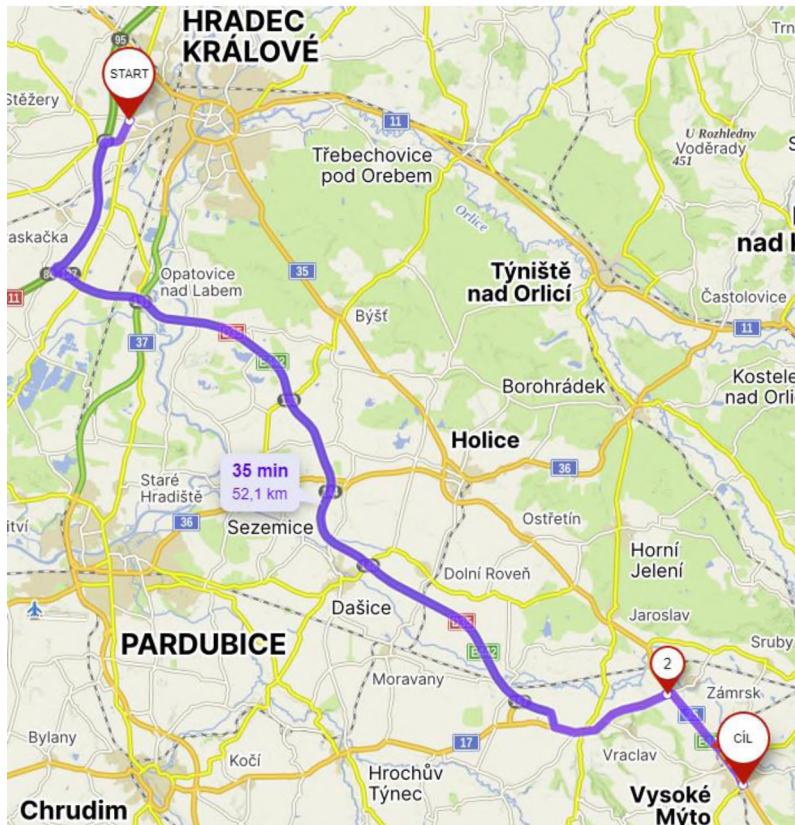 HRADEC
KRÁLOVÉ
95
START
Stěžery
11
U Rozhledny
Voděrady
451
Třebechovice
pod Orebem
Orlice
askačka
nad
35
Týniště
nad Orlicí
Opatovice
nad Labem
11
Častolovice
11
Býšť
37
Borohrádek
Kostele
nad Orli
Holice
35 min
52,1 km
36
Staré
Hradiště
Sezemice
36
Ostřetín
Horní
Jelení
Dolní Roveň
Dašice
Jaroslav
PARDUBICE
Sruby
2
Moravany
Zámrsk
Bylany
Kočí
17
CÍL
Vraclav
Hrochův
Týnec
Vysoké
Mýto
Chrudim